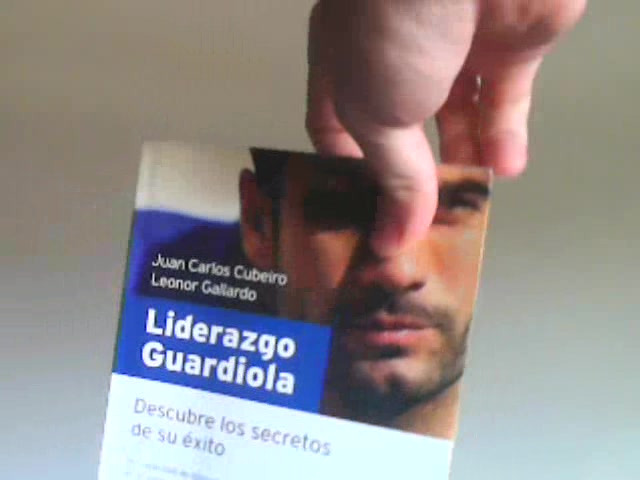 Juan Carlos Cubeiro
Leonor Gallardo
Liderazgo
Guardiola
Descubre los secretos
de su éxito